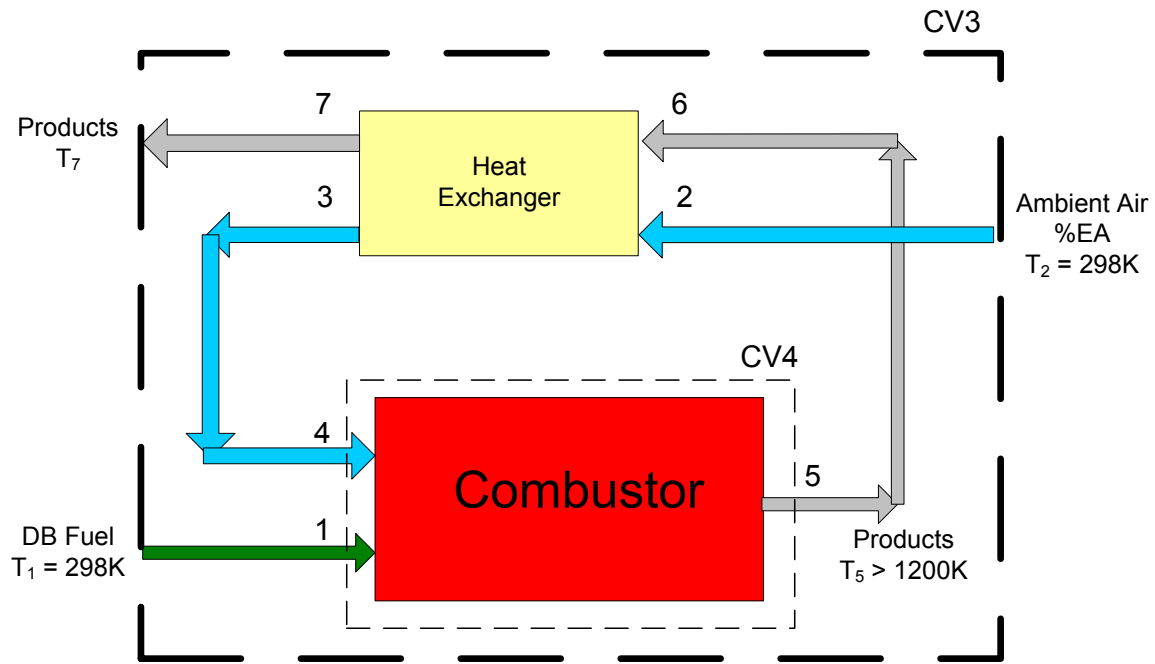 CV3
7
6
Products
T₇
Heat
Exchanger
3
2
Ambient Air
%EA
T₂ = 298K
CV4
4
Combustor
5
1
DB Fuel
T₁ = 298K
Products
T₅ > 1200K